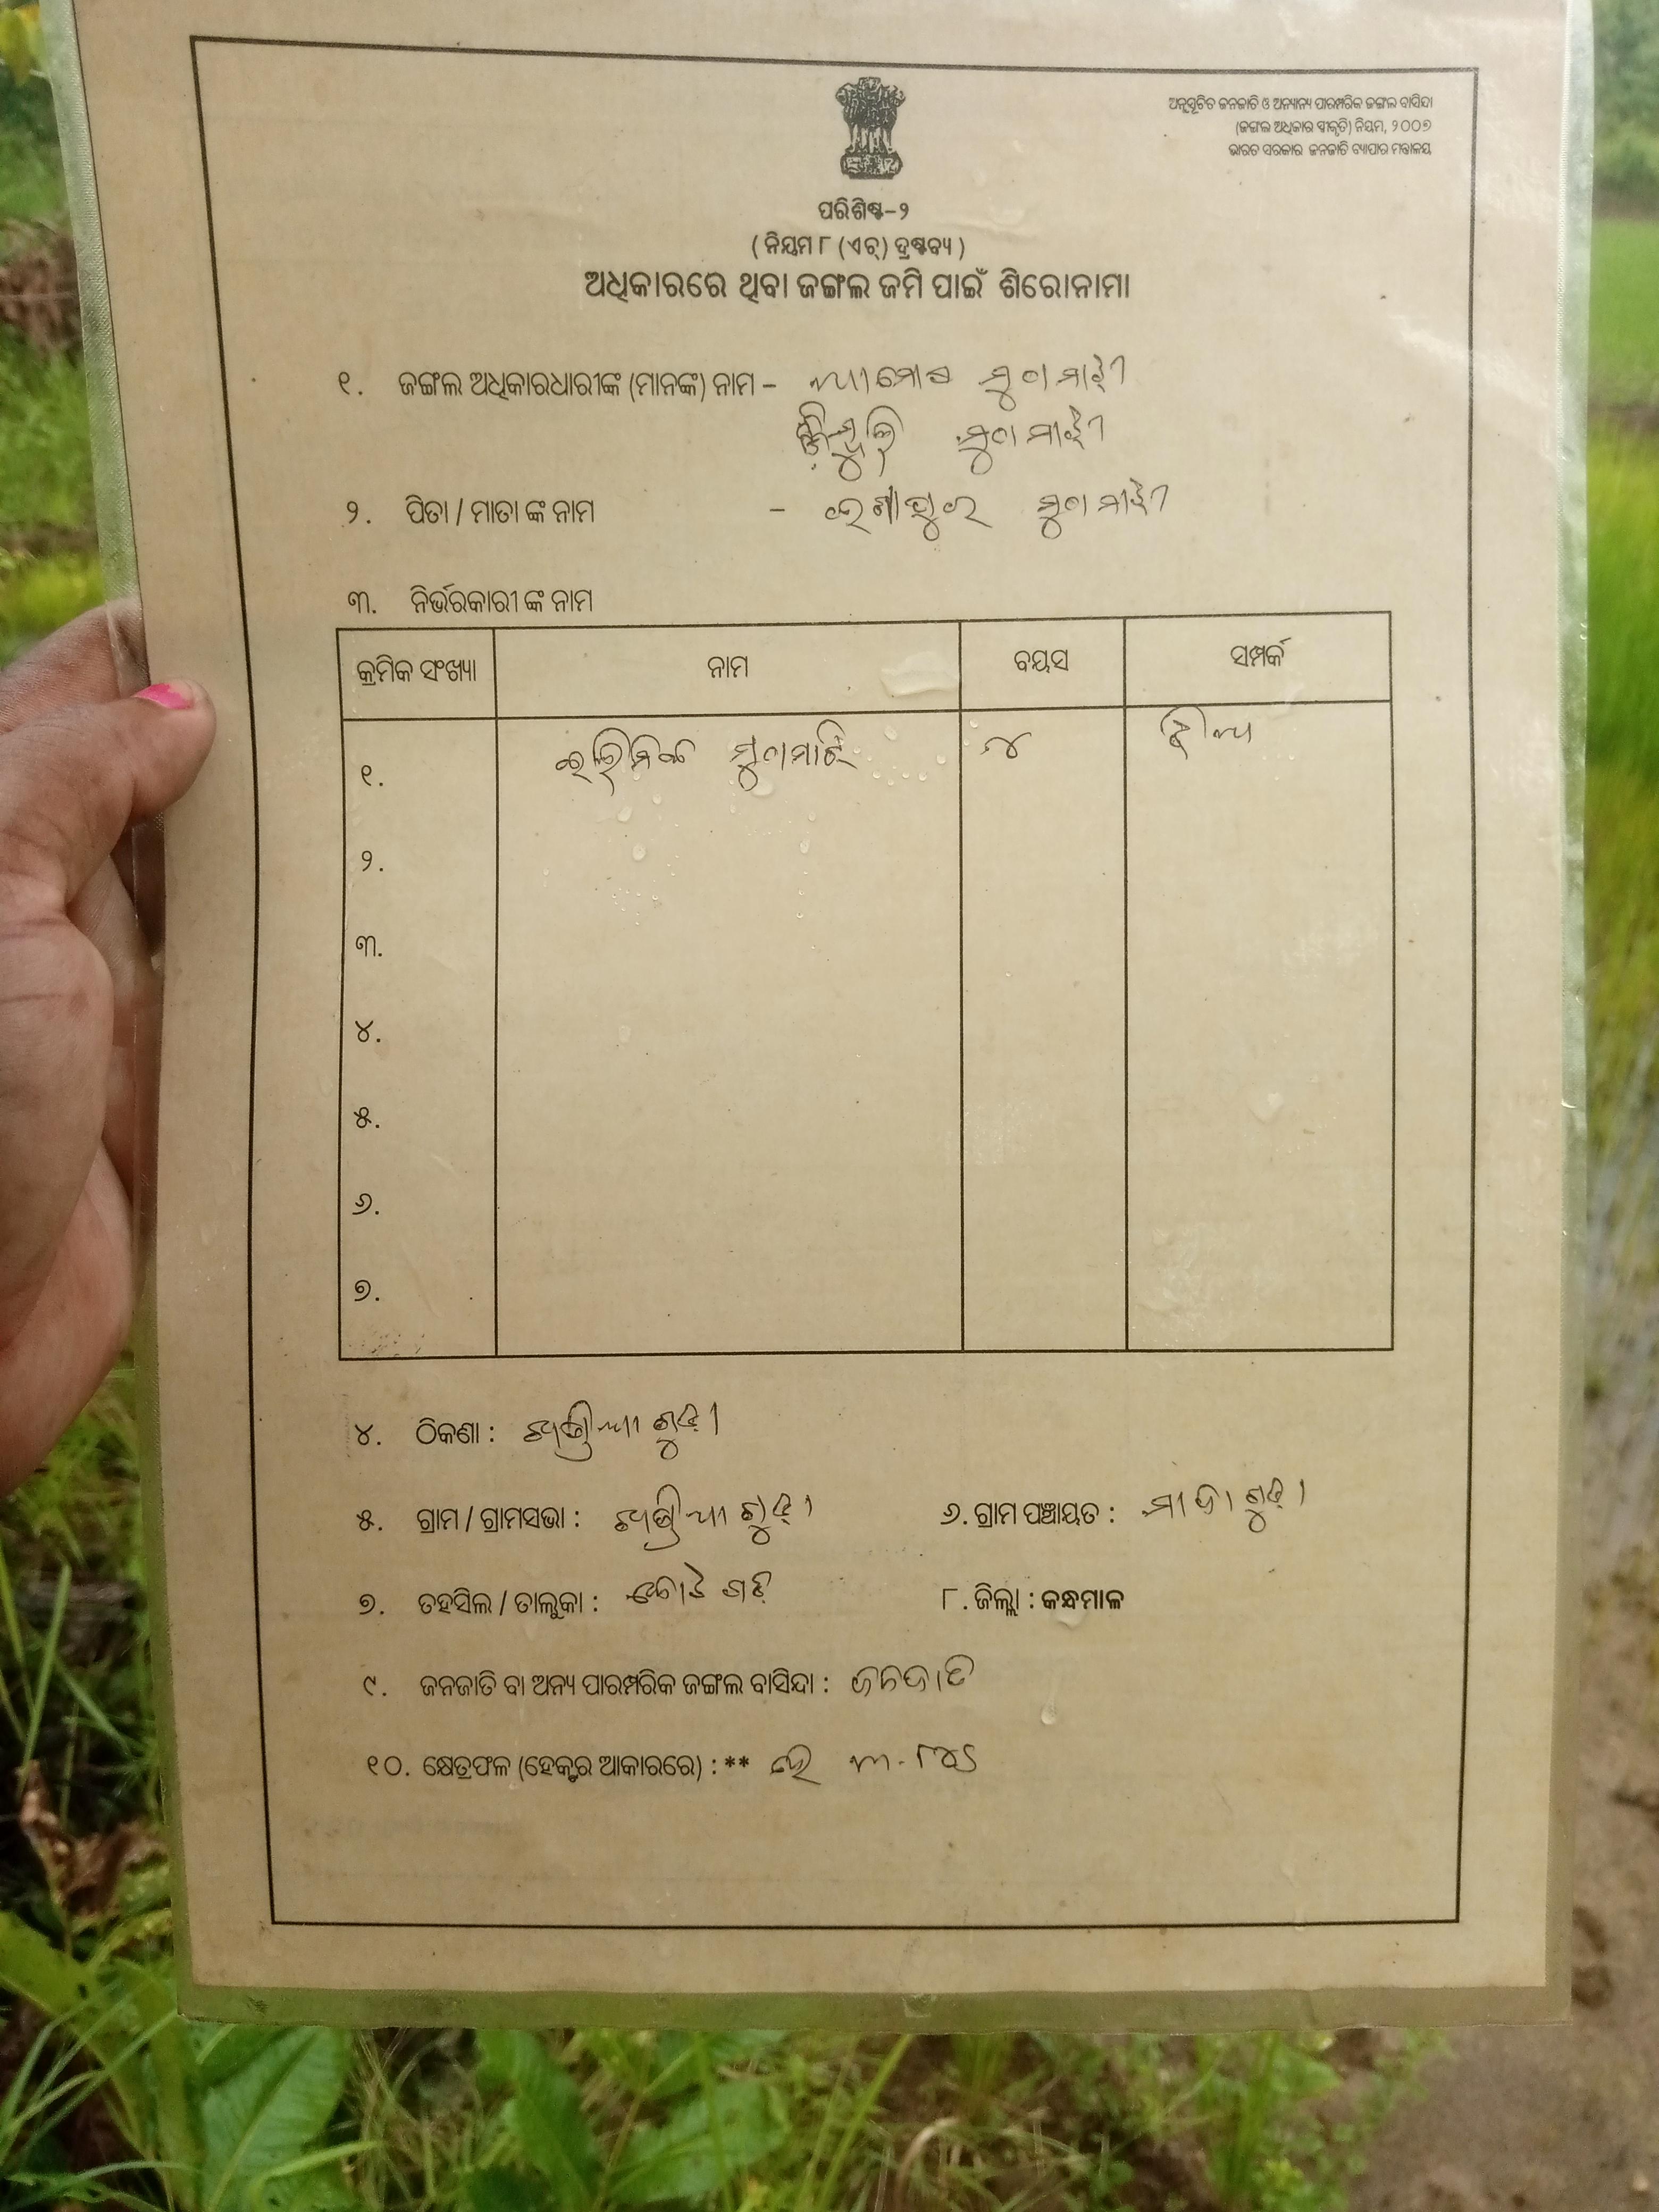 ଅନୁସୂଚିତ ଜନଜାତି ଓ ଅନ୍ୟାନ୍ୟ ପାରମ୍ପରିକ ଜଙ୍ଗଲ ବାସିନ୍ଦା
(ଜଙ୍ଗଲ ଅଧିକାର ସ୍ୱୀକୃତି) ନିୟମ, ୨୦୦୭
ଭାରତ ସରକାର ଜନଜାତି ବ୍ୟାପାର ମନ୍ତ୍ରାଳୟ
ପରିଶିଷ୍ଟ–୨
( ନିୟମ ୮ (ଏଚ୍) ଦ୍ରଷ୍ଟବ୍ୟ )
ଅଧିକାରରେ ଥିବା ଜଙ୍ଗଲ ଜମି ପାଇଁ ଶିରୋନାମା
୧. ଜଙ୍ଗଲ ଅଧିକାରଧାରୀଙ୍କ (ମାନଙ୍କ) ନାମ – ମୁଠାମାଝୀ
ମୁଠାମାଝୀ
୨. ପିତା / ମାତା ଙ୍କ ନାମ – ମୁଠାମାଝୀ
୩. ନିର୍ଭରକାରୀ ଙ୍କ ନାମ
କ୍ରମିକ ସଂଖ୍ୟା ନାମ ବୟସ ସମ୍ପର୍କ
୧. ମୁଠାମାଝି ୪ ଝିଅ
୨.
୩.
୪.
୫.
୬.
୭.
୪. ଠିକଣା :
୫. ଗ୍ରାମ / ଗ୍ରାମସଭା : ୬. ଗ୍ରାମ ପଞ୍ଚାୟତ :
୭. ତହସିଲ / ତାଲୁକା : ୮. ଜିଲ୍ଲା : କନ୍ଧମାଳ
୯. ଜନଜାତି ବା ଅନ୍ୟ ପାରମ୍ପରିକ ଜଙ୍ଗଲ ବାସିନ୍ଦା : ଜନଜାତି
୧୦. କ୍ଷେତ୍ରଫଳ (ହେକ୍ଟର ଆକାରରେ) : **